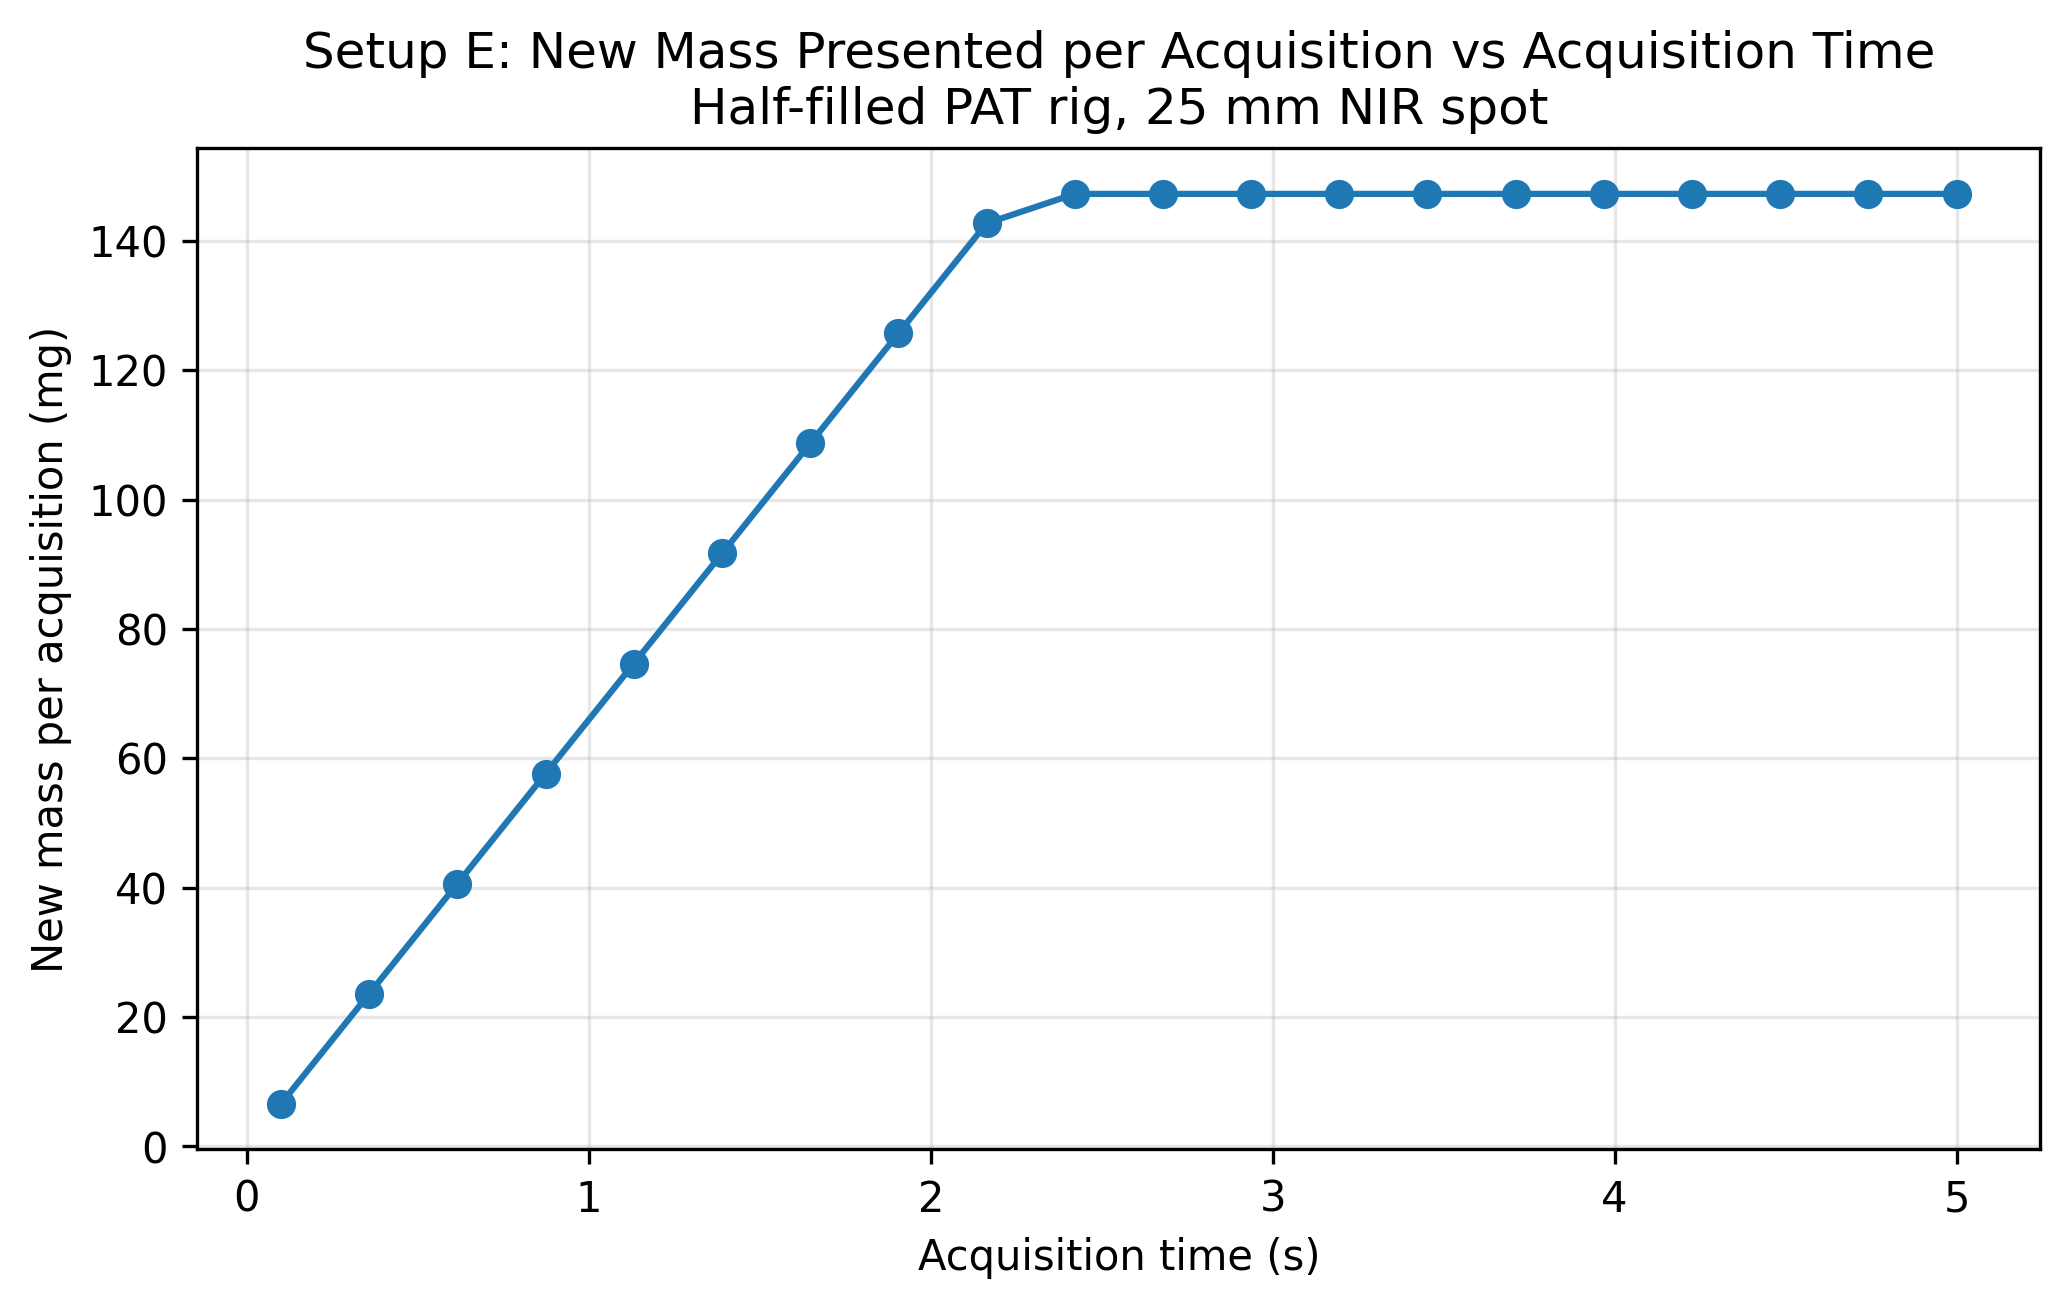 Setup E: New Mass Presented per Acquisition vs Acquisition Time
Half-filled PAT rig, 25 mm NIR spot
New mass per acquisition (mg)
140
120
100
80
60
40
20
0
0 1 2 3 4 5
Acquisition time (s)